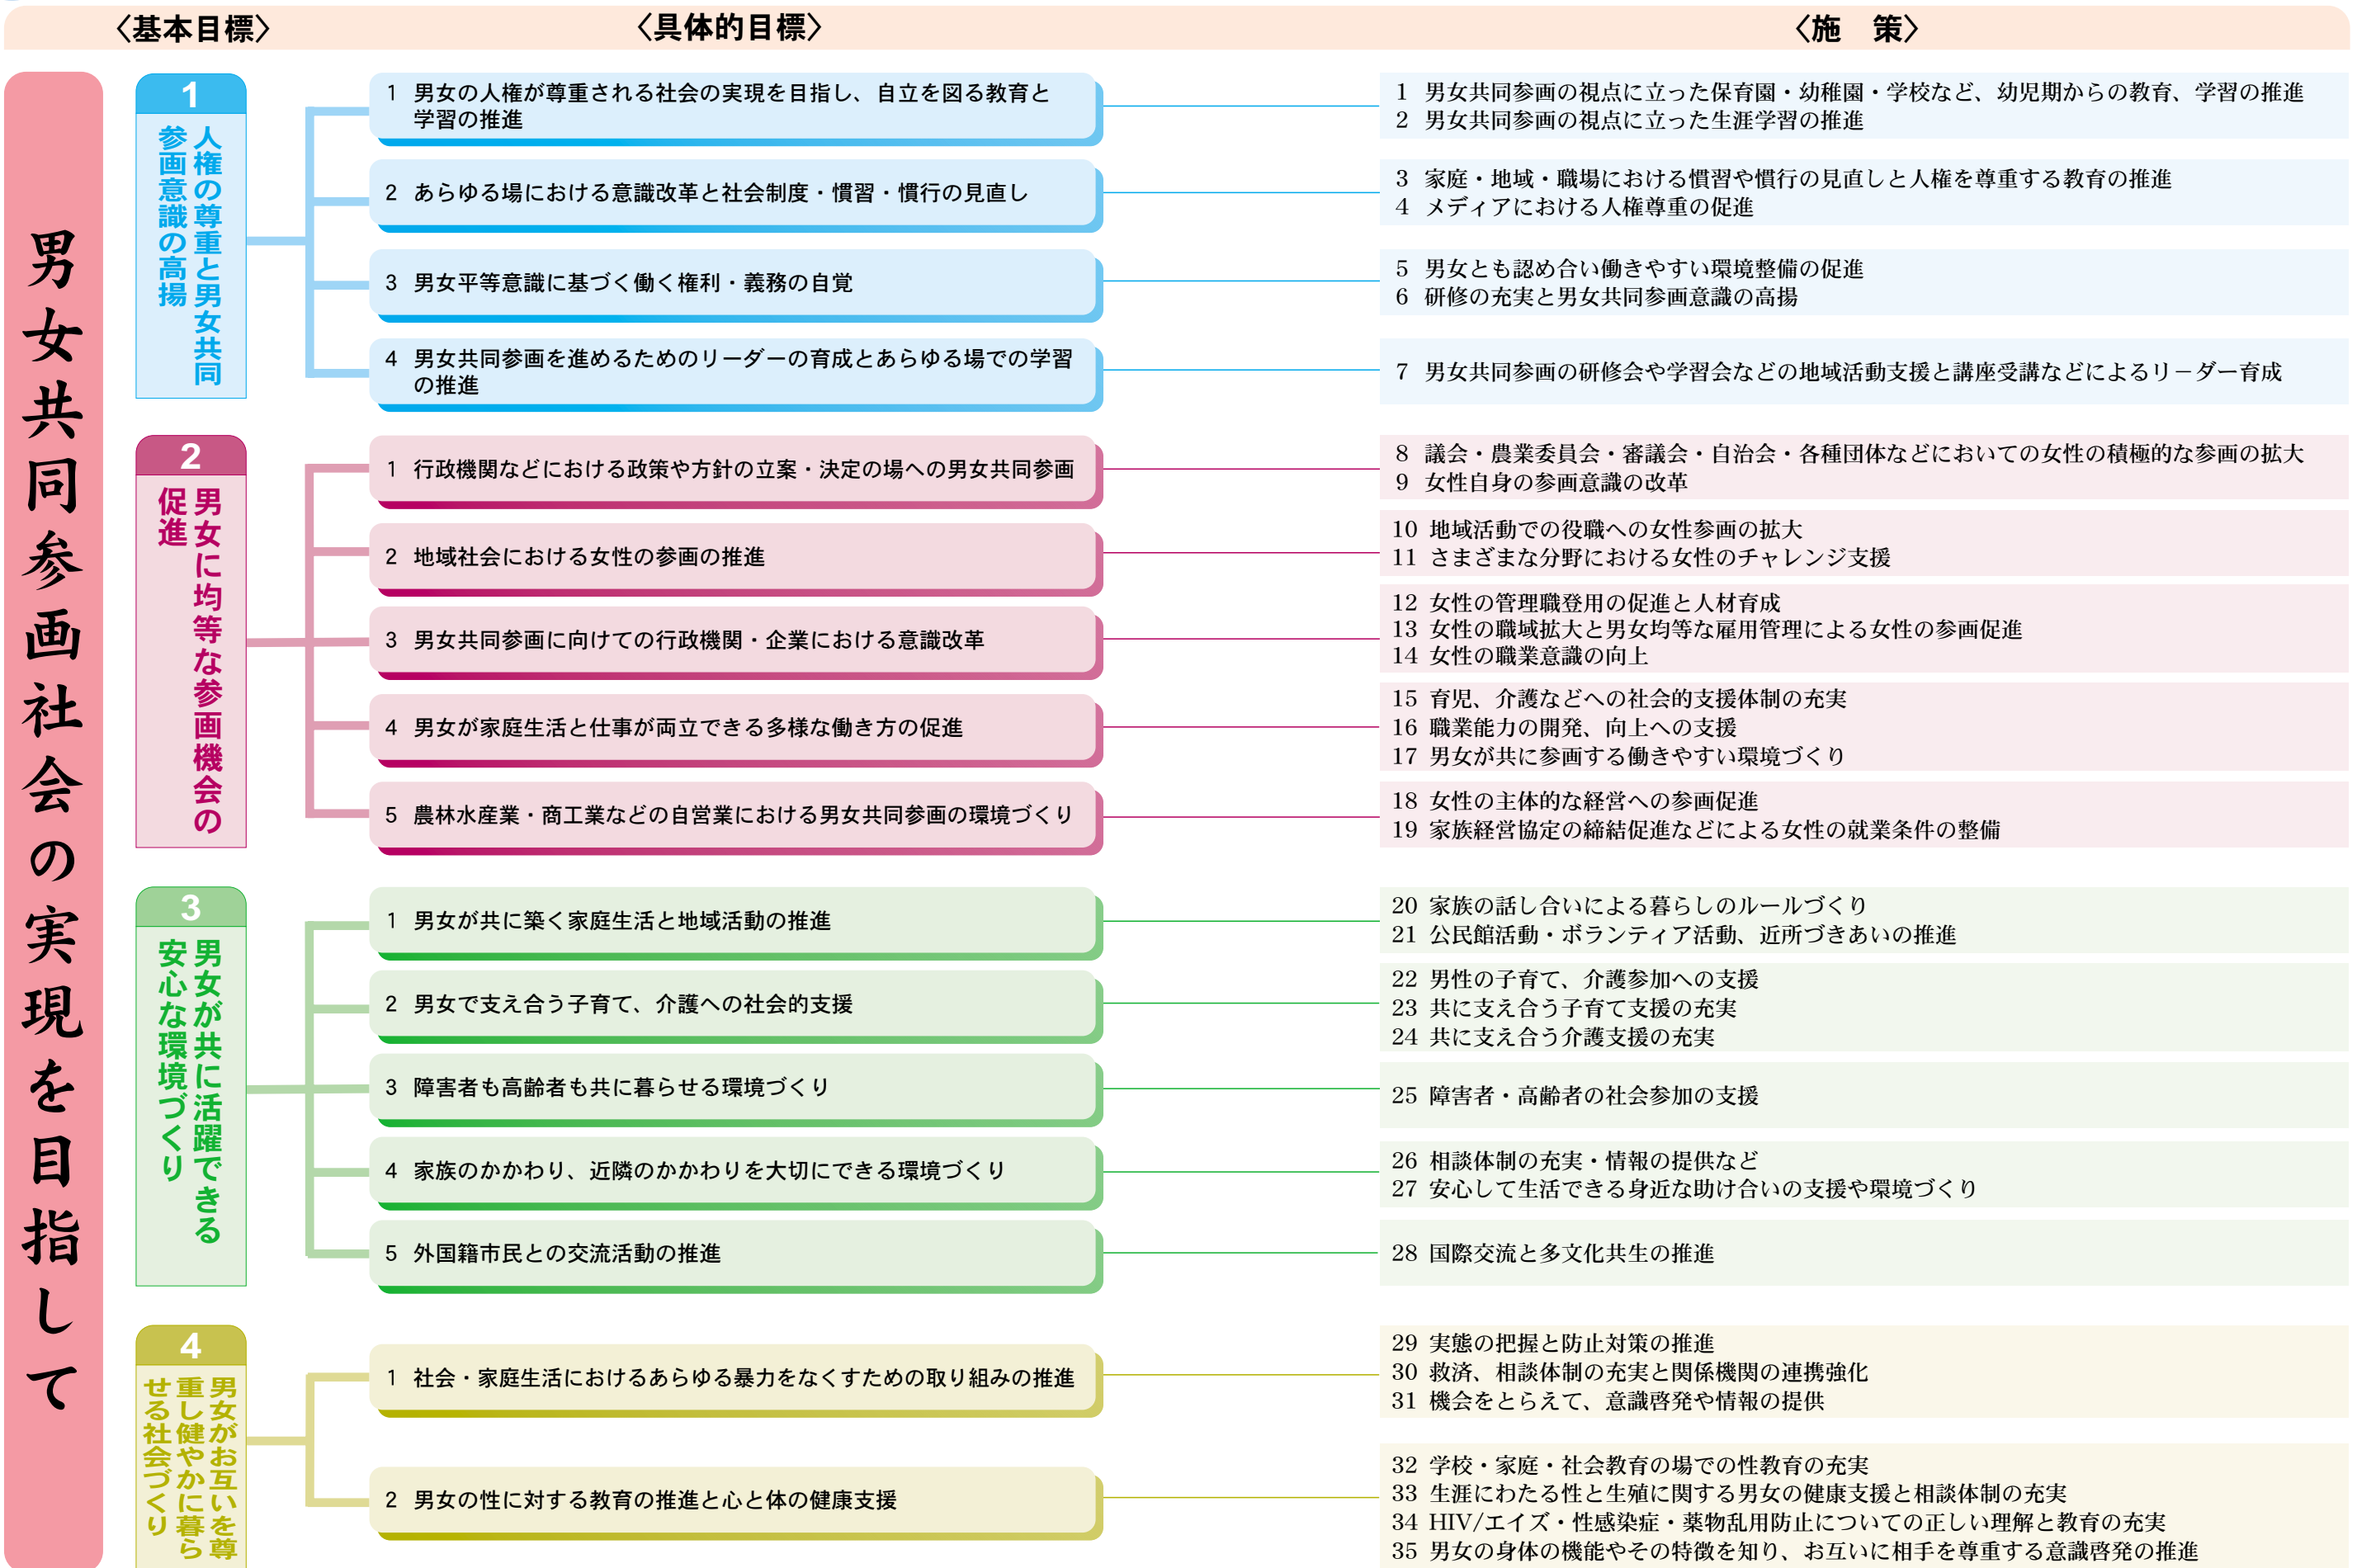 〈基本目標〉
〈具体的目標〉
〈施　策〉
男女共同参画社会の実現を目指して
1
人権の尊重と男女共同
参画意識の高揚
1 男女の人権が尊重される社会の実現を目指し、自立を図る教育と
学習の推進
1 男女共同参画の視点に立った保育園・幼稚園・学校など、幼児期からの教育、学習の推進
2 男女共同参画の視点に立った生涯学習の推進
2 あらゆる場における意識改革と社会制度・慣習・慣行の見直し
3 家庭・地域・職場における慣習や慣行の見直しと人権を尊重する教育の推進
4 メディアにおける人権尊重の促進
3 男女平等意識に基づく働く権利・義務の自覚
5 男女とも認め合い働きやすい環境整備の促進
6 研修の充実と男女共同参画意識の高揚
4 男女共同参画を進めるためのリーダーの育成とあらゆる場での学習
の推進
7 男女共同参画の研修会や学習会などの地域活動支援と講座受講などによるリ－ダー育成
2
男女に均等な参画機会の
促進
1 行政機関などにおける政策や方針の立案・決定の場への男女共同参画
8 議会・農業委員会・審議会・自治会・各種団体などにおいての女性の積極的な参画の拡大
9 女性自身の参画意識の改革
2 地域社会における女性の参画の推進
10 地域活動での役職への女性参画の拡大
11 さまざまな分野における女性のチャレンジ支援
3 男女共同参画に向けての行政機関・企業における意識改革
12 女性の管理職登用の促進と人材育成
13 女性の職域拡大と男女均等な雇用管理による女性の参画促進
14 女性の職業意識の向上
4 男女が家庭生活と仕事が両立できる多様な働き方の促進
15 育児、介護などへの社会的支援体制の充実
16 職業能力の開発、向上への支援
17 男女が共に参画する働きやすい環境づくり
5 農林水産業・商工業などの自営業における男女共同参画の環境づくり
18 女性の主体的な経営への参画促進
19 家族経営協定の締結促進などによる女性の就業条件の整備
3
男女が共に活躍できる
安心な環境づくり
1 男女が共に築く家庭生活と地域活動の推進
20 家族の話し合いによる暮らしのルールづくり
21 公民館活動・ボランティア活動、近所づきあいの推進
2 男女で支え合う子育て、介護への社会的支援
22 男性の子育て、介護参加への支援
23 共に支え合う子育て支援の充実
24 共に支え合う介護支援の充実
3 障害者も高齢者も共に暮らせる環境づくり
25 障害者・高齢者の社会参加の支援
4 家族のかかわり、近隣のかかわりを大切にできる環境づくり
26 相談体制の充実・情報の提供など
27 安心して生活できる身近な助け合いの支援や環境づくり
5 外国籍市民との交流活動の推進
28 国際交流と多文化共生の推進
4
男女がお互いを尊
重し健やかに暮ら
せる社会づくり
1 社会・家庭生活におけるあらゆる暴力をなくすための取り組みの推進
29 実態の把握と防止対策の推進
30 救済、相談体制の充実と関係機関の連携強化
31 機会をとらえて、意識啓発や情報の提供
2 男女の性に対する教育の推進と心と体の健康支援
32 学校・家庭・社会教育の場での性教育の充実
33 生涯にわたる性と生殖に関する男女の健康支援と相談体制の充実
34 HIV/エイズ・性感染症・薬物乱用防止についての正しい理解と教育の充実
35 男女の身体の機能やその特徴を知り、お互いに相手を尊重する意識啓発の推進